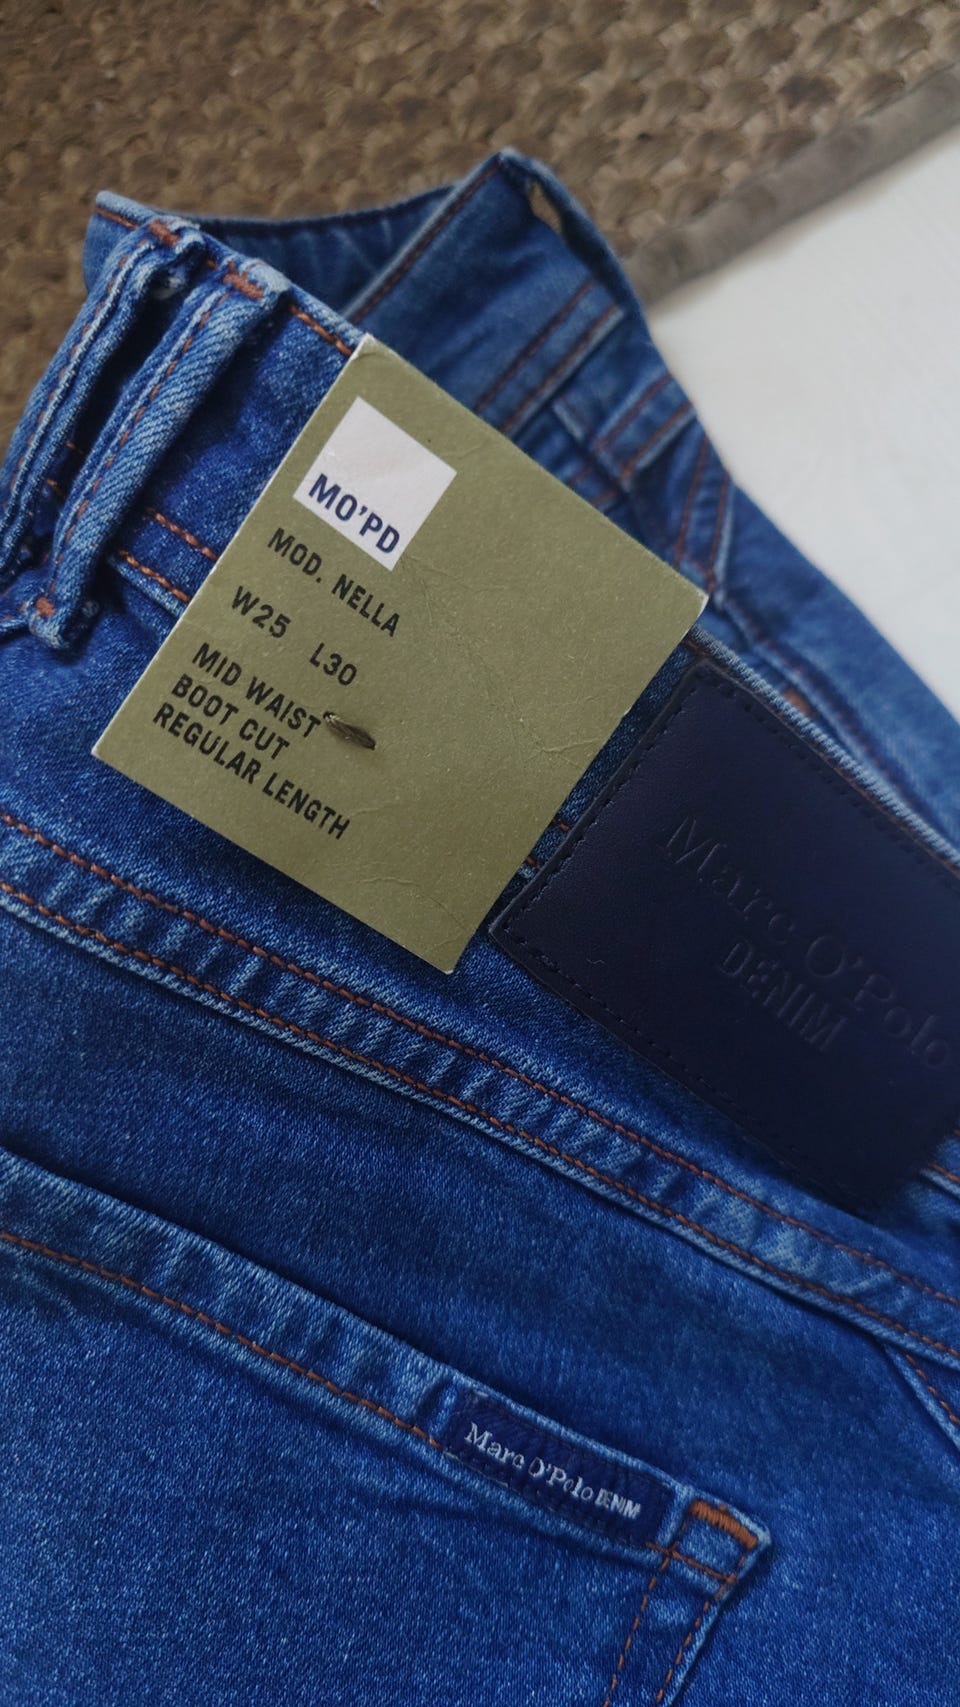 MO'PD
MOD. NELLA
W25 L30
MID WAIST
BOOT CUT
REGULAR LENGTH
Marc O'Polo
DENIM
Marc O'Polo DENIM